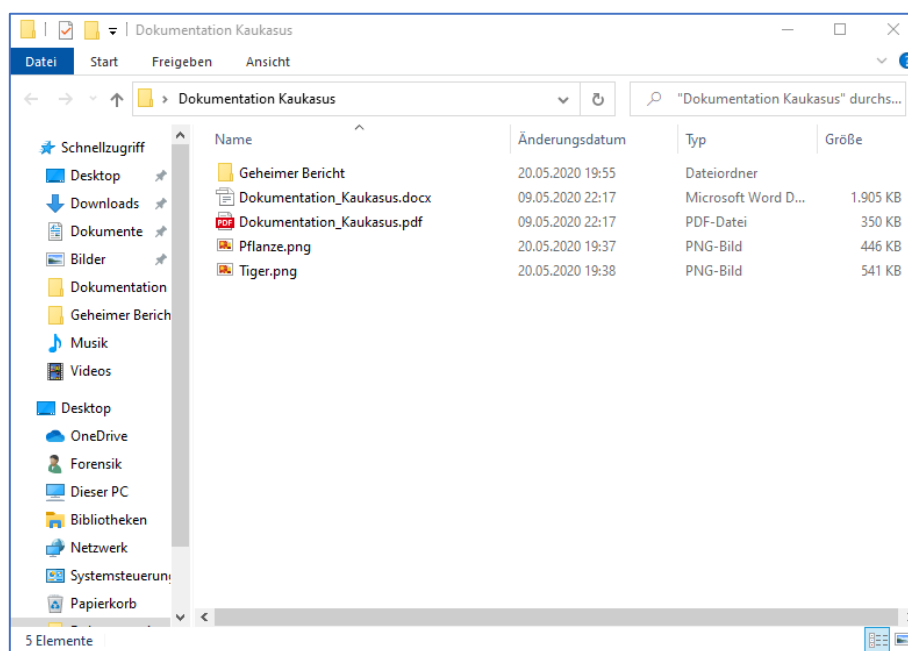 Dokumentation Kaukasus
Datei Start Freigeben Ansicht
Dokumentation Kaukasus "Dokumentation Kaukasus" durchs...
Name Änderungsdatum Typ Größe
Schnellzugriff
Desktop
Downloads
Dokumente
Bilder
Dokumentation
Geheimer Berich
Musik
Videos
Desktop
OneDrive
Forensik
Dieser PC
Bibliotheken
Netzwerk
Systemsteuerun
Papierkorb
Geheimer Bericht 20.05.2020 19:55 Dateiordner
Dokumentation_Kaukasus.docx 09.05.2020 22:17 Microsoft Word D... 1.905 KB
PDF Dokumentation_Kaukasus.pdf 09.05.2020 22:17 PDF-Datei 350 KB
Pflanze.png 20.05.2020 19:37 PNG-Bild 446 KB
Tiger.png 20.05.2020 19:38 PNG-Bild 541 KB
5 Elemente